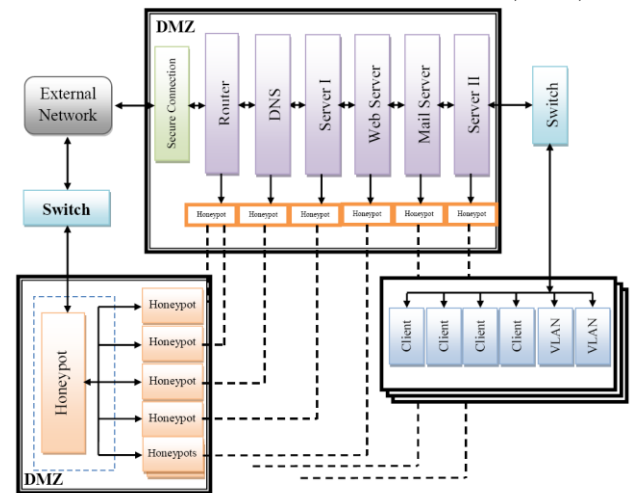 DMZ
External
Network
Secure Connection
Router
DNS
Server I
Web Server
Mail Server
Server II
Switch
Switch
Honeypot
Honeypot
Honeypot
Honeypot
Honeypot
Honeypot
Honeypot
Honeypot
Honeypot
Honeypot
Honeypot
Honeypots
DMZ
Client
Client
Client
Client
VLAN
VLAN